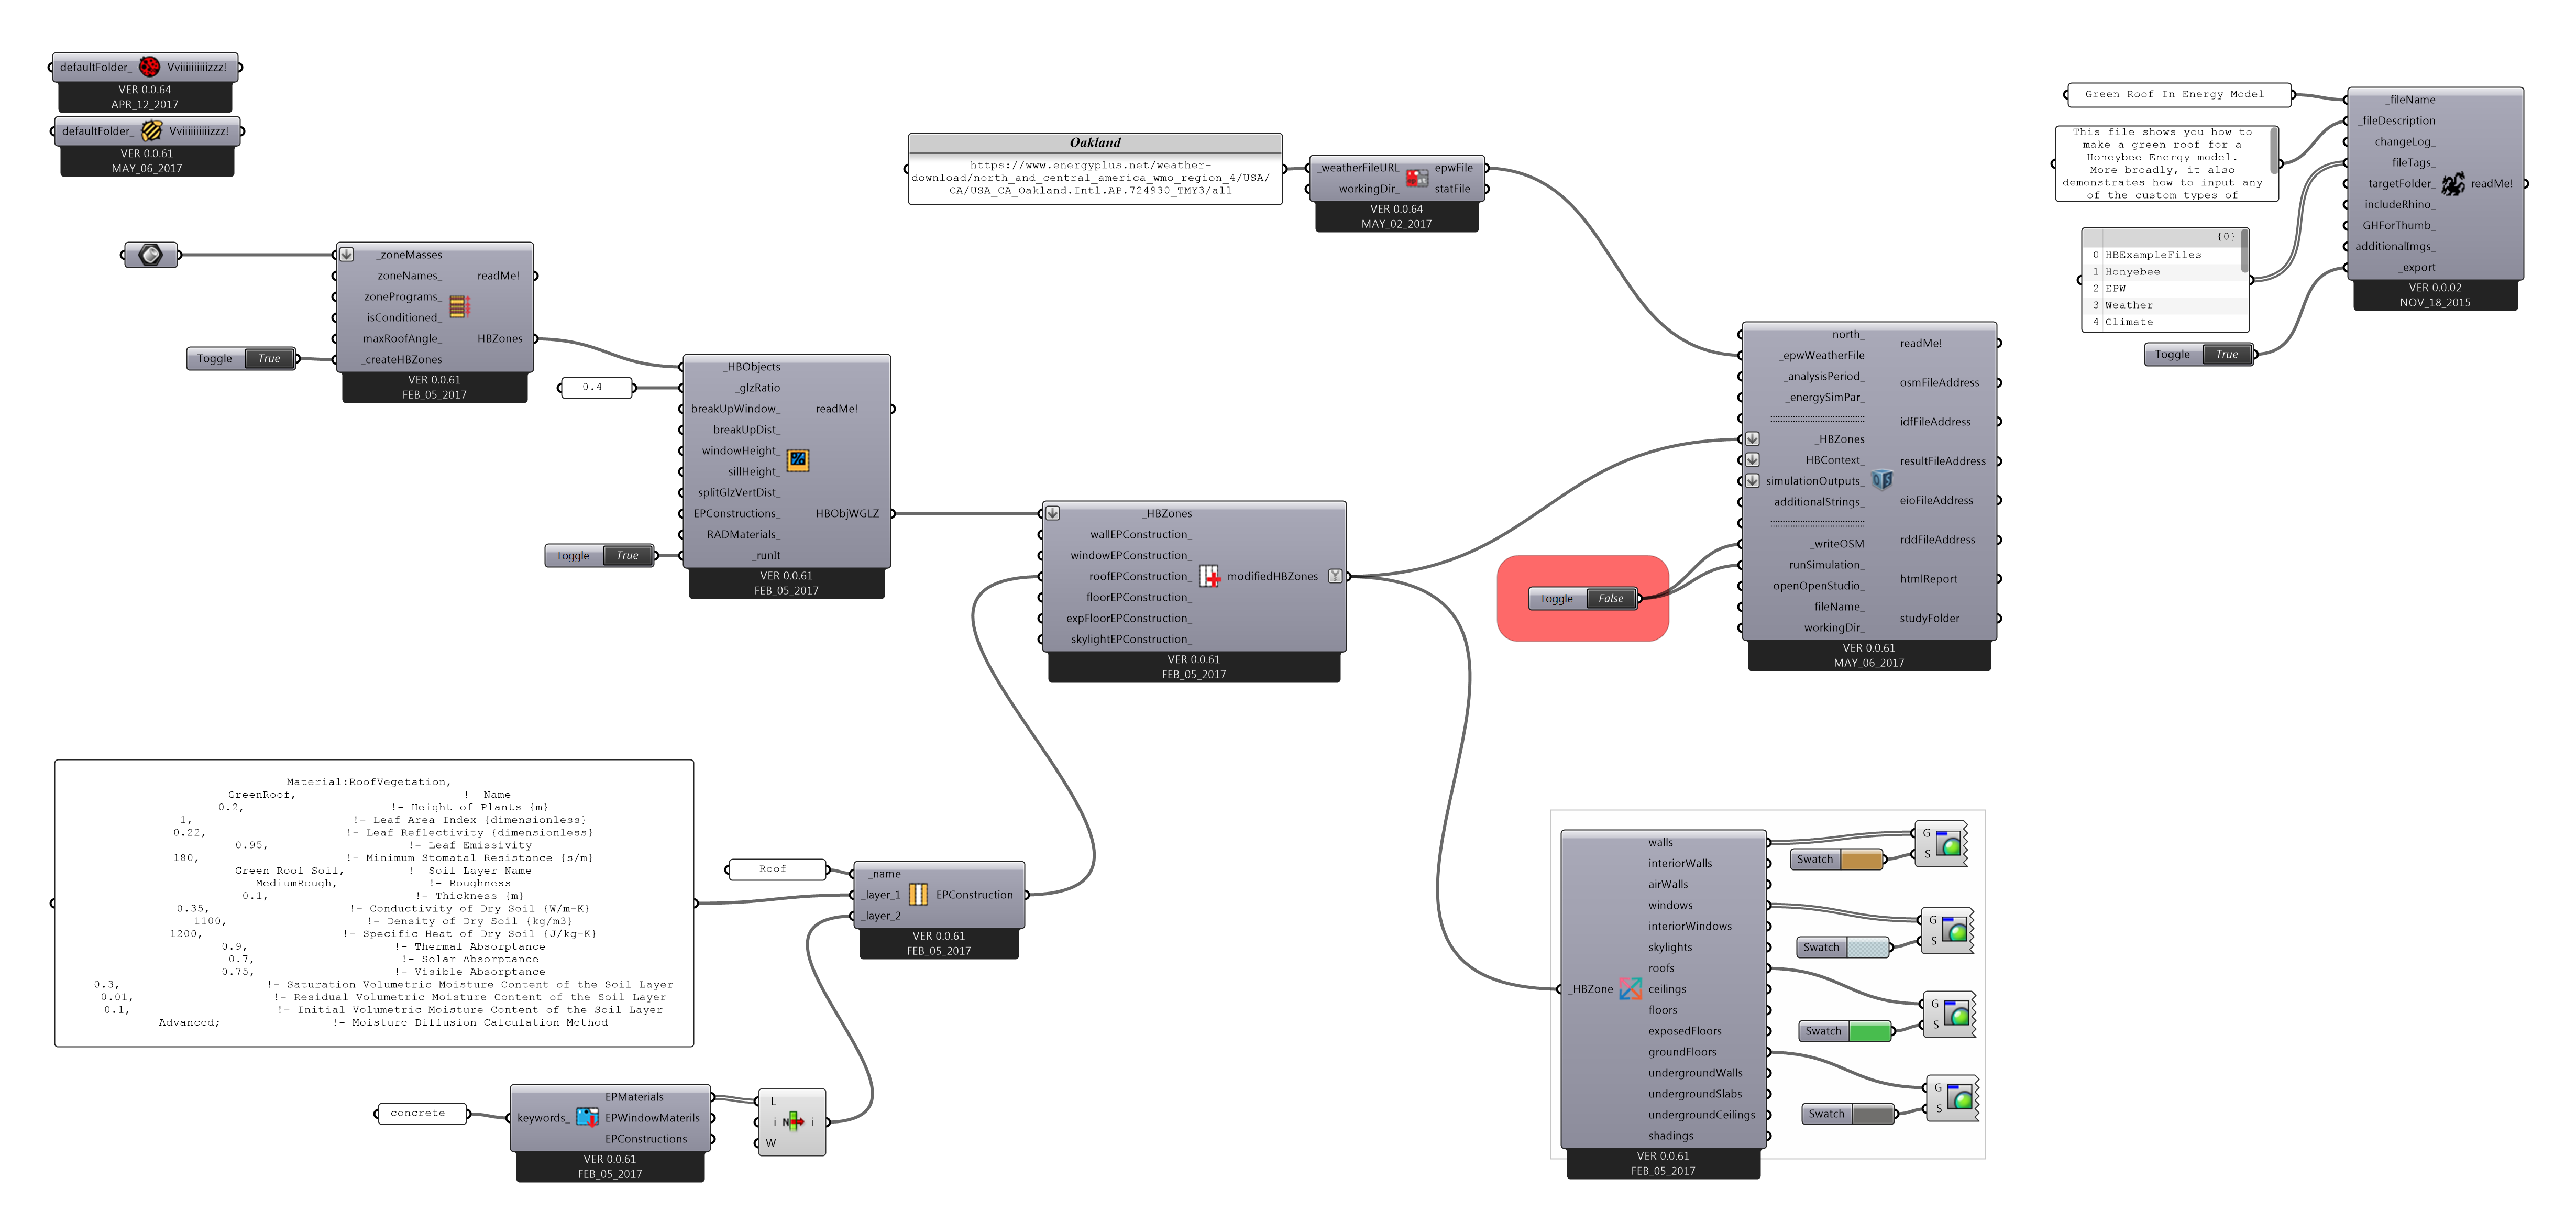 defaultFolder_ Vviiiiiiiiiizzz!
VER 0.0.64
APR_12_2017
defaultFolder_ Vviiiiiiiiiizzz!
VER 0.0.61
MAY_06_2017
_zoneMasses
zoneNames_ readMe!
zonePrograms_
isConditioned_
maxRoofAngle_ HBZones
_createHBZones
VER 0.0.61
FEB_05_2017
Toggle True
_HBObjects
_glzRatio
breakUpWindow_ readMe!
breakUpDist_
windowHeight_
sillHeight_
splitGlzVertDist_
EPConstructions_ HBObjWGLZ
RADMaterials_
_runIt
VER 0.0.61
FEB_05_2017
0.4
Toggle True
Oakland
https://www.energyplus.net/weather-
download/north_and_central_america_wmo_region_4/USA/
CA/USA_CA_Oakland.Intl.AP.724930_TMY3/all
_weatherFileURL epwFile
workingDir_ statFile
VER 0.0.64
MAY_02_2017
_HBZones
wallEPConstruction_
windowEPConstruction_
roofEPConstruction_ modifiedHBZones
floorEPConstruction_
expFloorEPConstruction_
skylightEPConstruction_
VER 0.0.61
FEB_05_2017
Toggle False
north_
_epwWeatherFile
_analysisPeriod_
_energySimPar_
_HBZones
HBContext_
simulationOutputs_
additionalStrings_
_writeOSM
runSimulation_
openOpenStudio_
fileName_
workingDir_
readMe!
osmFileAddress
idfFileAddress
resultFileAddress
eioFileAddress
rddFileAddress
htmlReport
studyFolder
OS
VER 0.0.61
MAY_06_2017
Green Roof In Energy Model
This file shows you how to
make a green roof for a
Honeybee Energy model.
More broadly, it also
demonstrates how to input any
of the custom types of
{0}
0 HBExampleFiles
1 Honyebee
2 EPW
3 Weather
4 Climate
Toggle True
_fileName
_fileDescription
changeLog_
fileTags_
targetFolder_ readMe!
includeRhino_
GHForThumb_
additionalImgs_
_export
VER 0.0.02
NOV_18_2015
Material:RoofVegetation,
GreenRoof, !- Name
0.2, !- Height of Plants {m}
1, !- Leaf Area Index {dimensionless}
0.22, !- Leaf Reflectivity {dimensionless}
0.95, !- Leaf Emissivity
180, !- Minimum Stomatal Resistance {s/m}
Green Roof Soil, !- Soil Layer Name
MediumRough, !- Roughness
0.1, !- Thickness {m}
0.35, !- Conductivity of Dry Soil {W/m-K}
1100, !- Density of Dry Soil {kg/m3}
1200, !- Specific Heat of Dry Soil {J/kg-K}
0.9, !- Thermal Absorptance
0.7, !- Solar Absorptance
0.75, !- Visible Absorptance
0.3, !- Saturation Volumetric Moisture Content of the Soil Layer
0.01, !- Residual Volumetric Moisture Content of the Soil Layer
0.1, !- Initial Volumetric Moisture Content of the Soil Layer
Advanced; !- Moisture Diffusion Calculation Method
Roof
_name
_layer_1 EPConstruction
_layer_2
VER 0.0.61
FEB_05_2017
concrete
EPMaterials
keywords_ EPWindowMaterils
EPConstructions
VER 0.0.61
FEB_05_2017
L
i N i
W
_HBZone
walls
interiorWalls
airWalls
windows
interiorWindows
skylights
roofs
ceilings
floors
exposedFloors
groundFloors
undergroundWalls
undergroundSlabs
undergroundCeilings
shadings
VER 0.0.61
FEB_05_2017
Swatch
G
S
Swatch
G
S
Swatch
G
S
Swatch
G
S